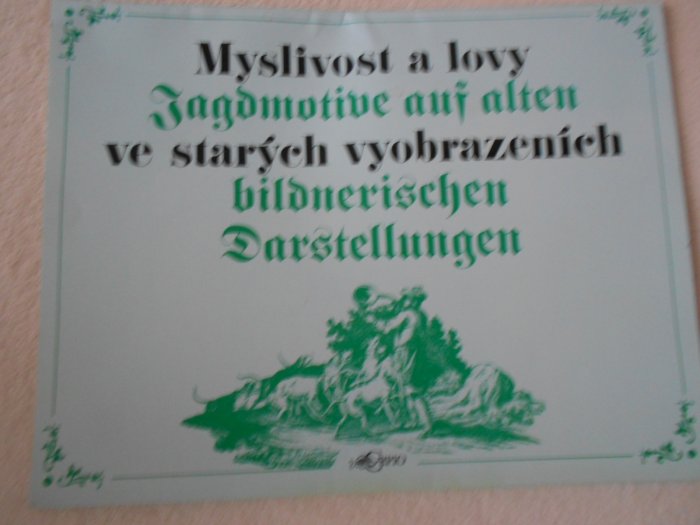 Myslivost a lovy
Jagdmotive auf alten
ve starých vyobrazeních
bildnerischen
Darstellungen